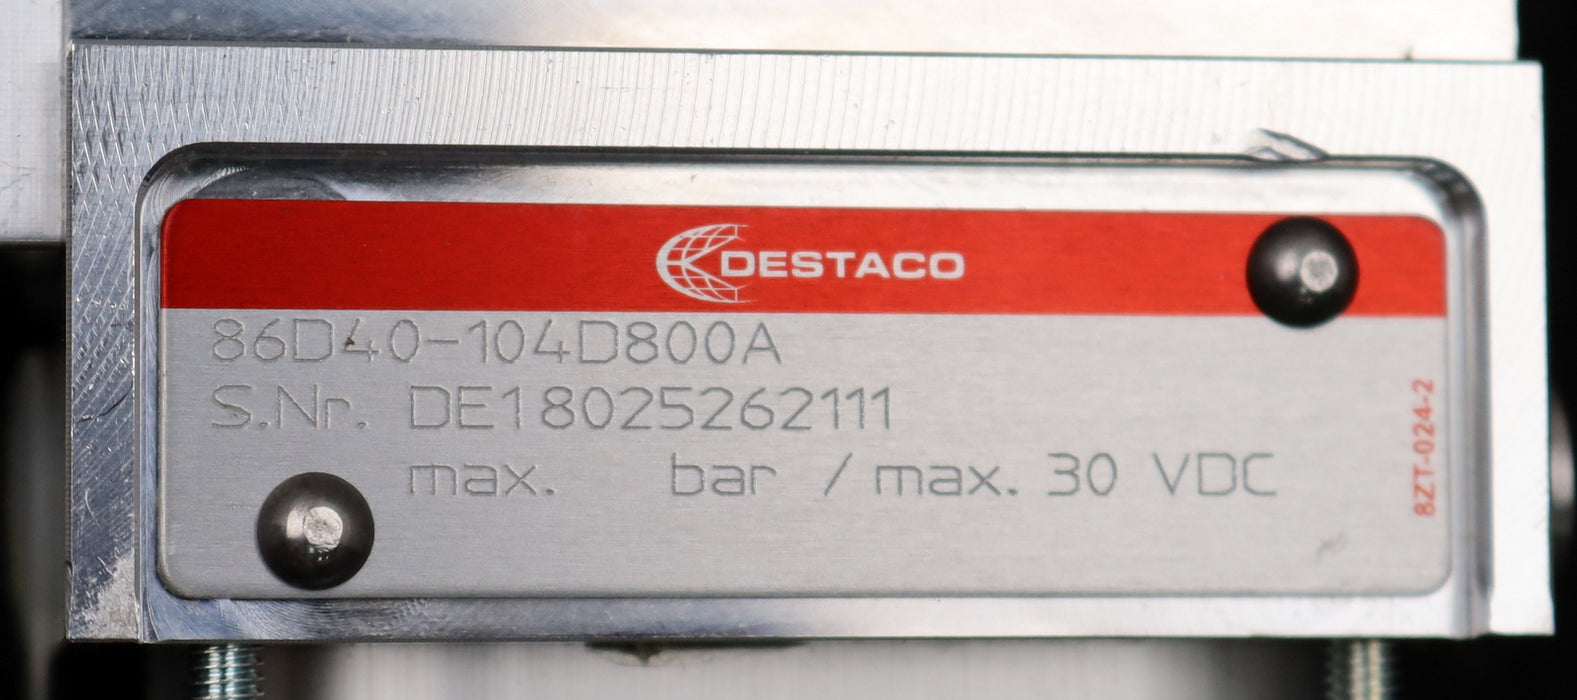 DESTACO
86D40-104D800A
S.Nr. DE18025262111
max. bar / max. 30 VDC
8ZT-024-2